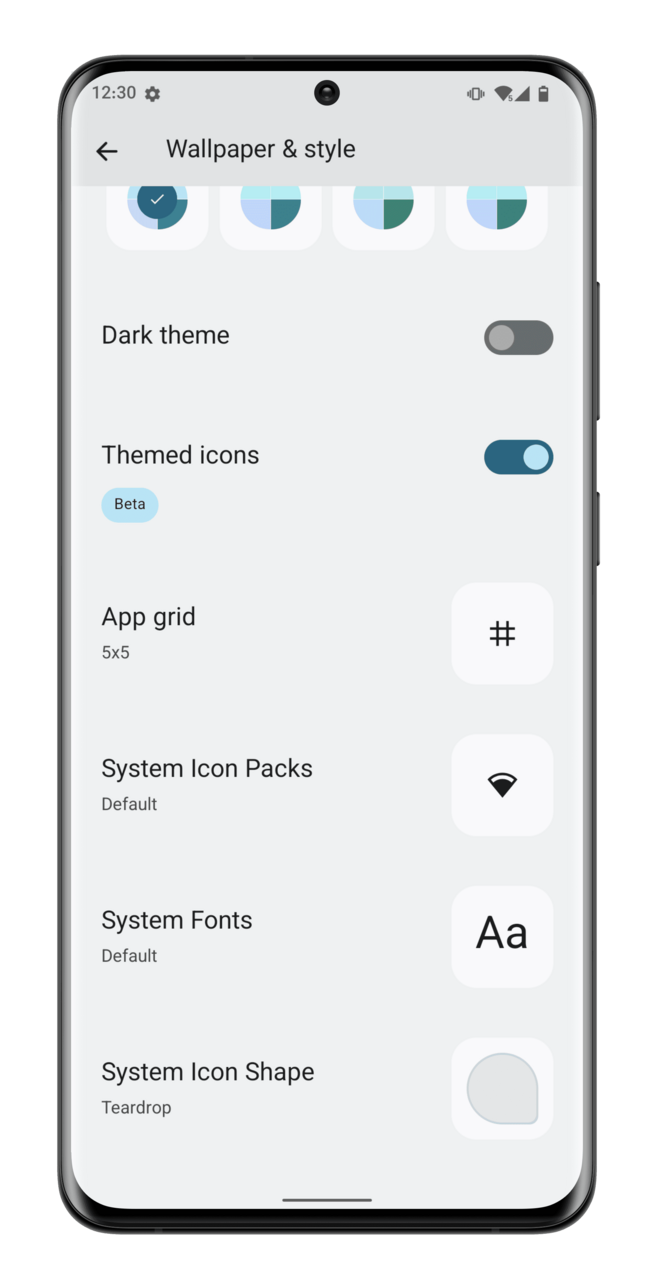 12:30
Wallpaper & style
Dark theme
Themed icons
Beta
App grid
5x5
System Icon Packs
Default
System Fonts
Default
Aa
System Icon Shape
Teardrop